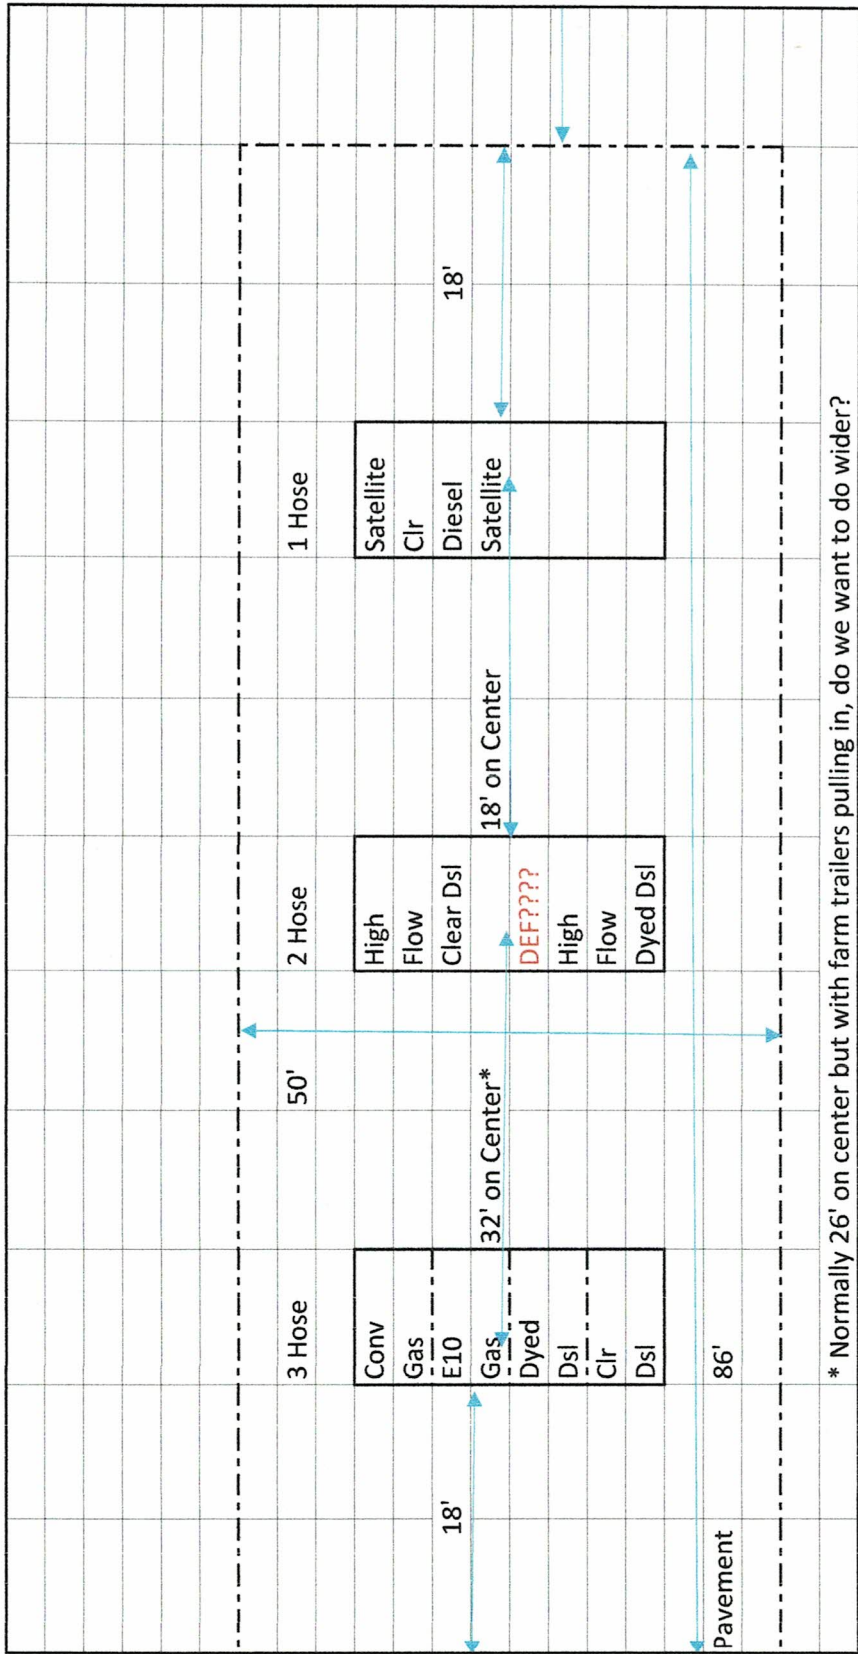 3 Hose
2 Hose
1 Hose
50'
Conv
Gas
E10
Gas
Dyed
Dsl
Clr
Dsl
High
Flow
Clear Dsl
DEF????
High
Flow
Dyed Dsl
Satellite
Clr
Diesel
Satellite
18'
32' on Center*
18' on Center
18'
86'
Pavement
* Normally 26' on center but with farm trailers pulling in, do we want to do wider?